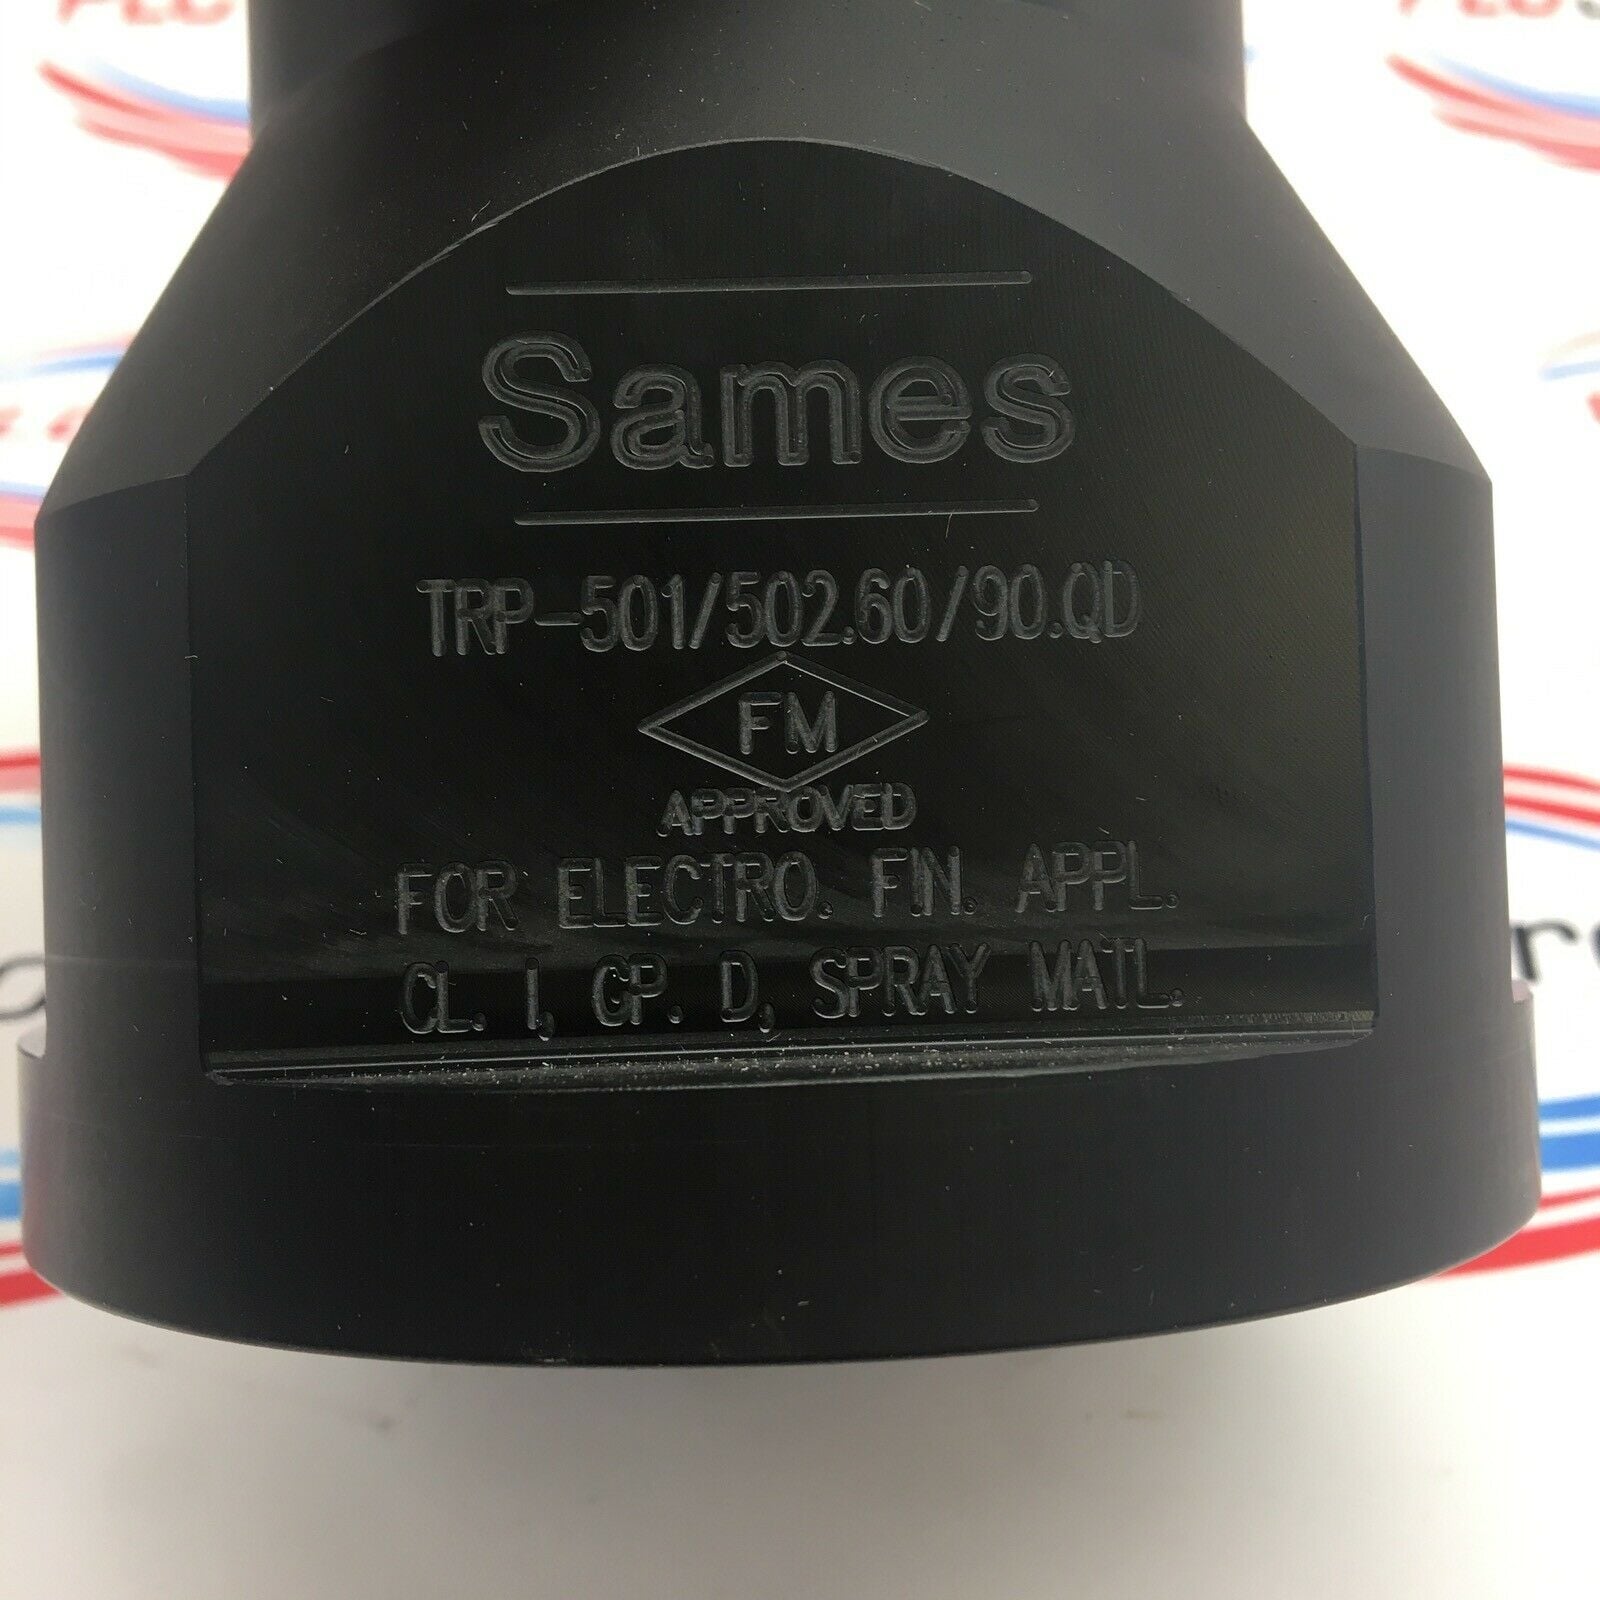 Sames
TRP-501/502.60/90.QD
FM
APPROVED
FOR ELECTRO. FIN. APPL.
CL. I, GP. D, SPRAY MATL.